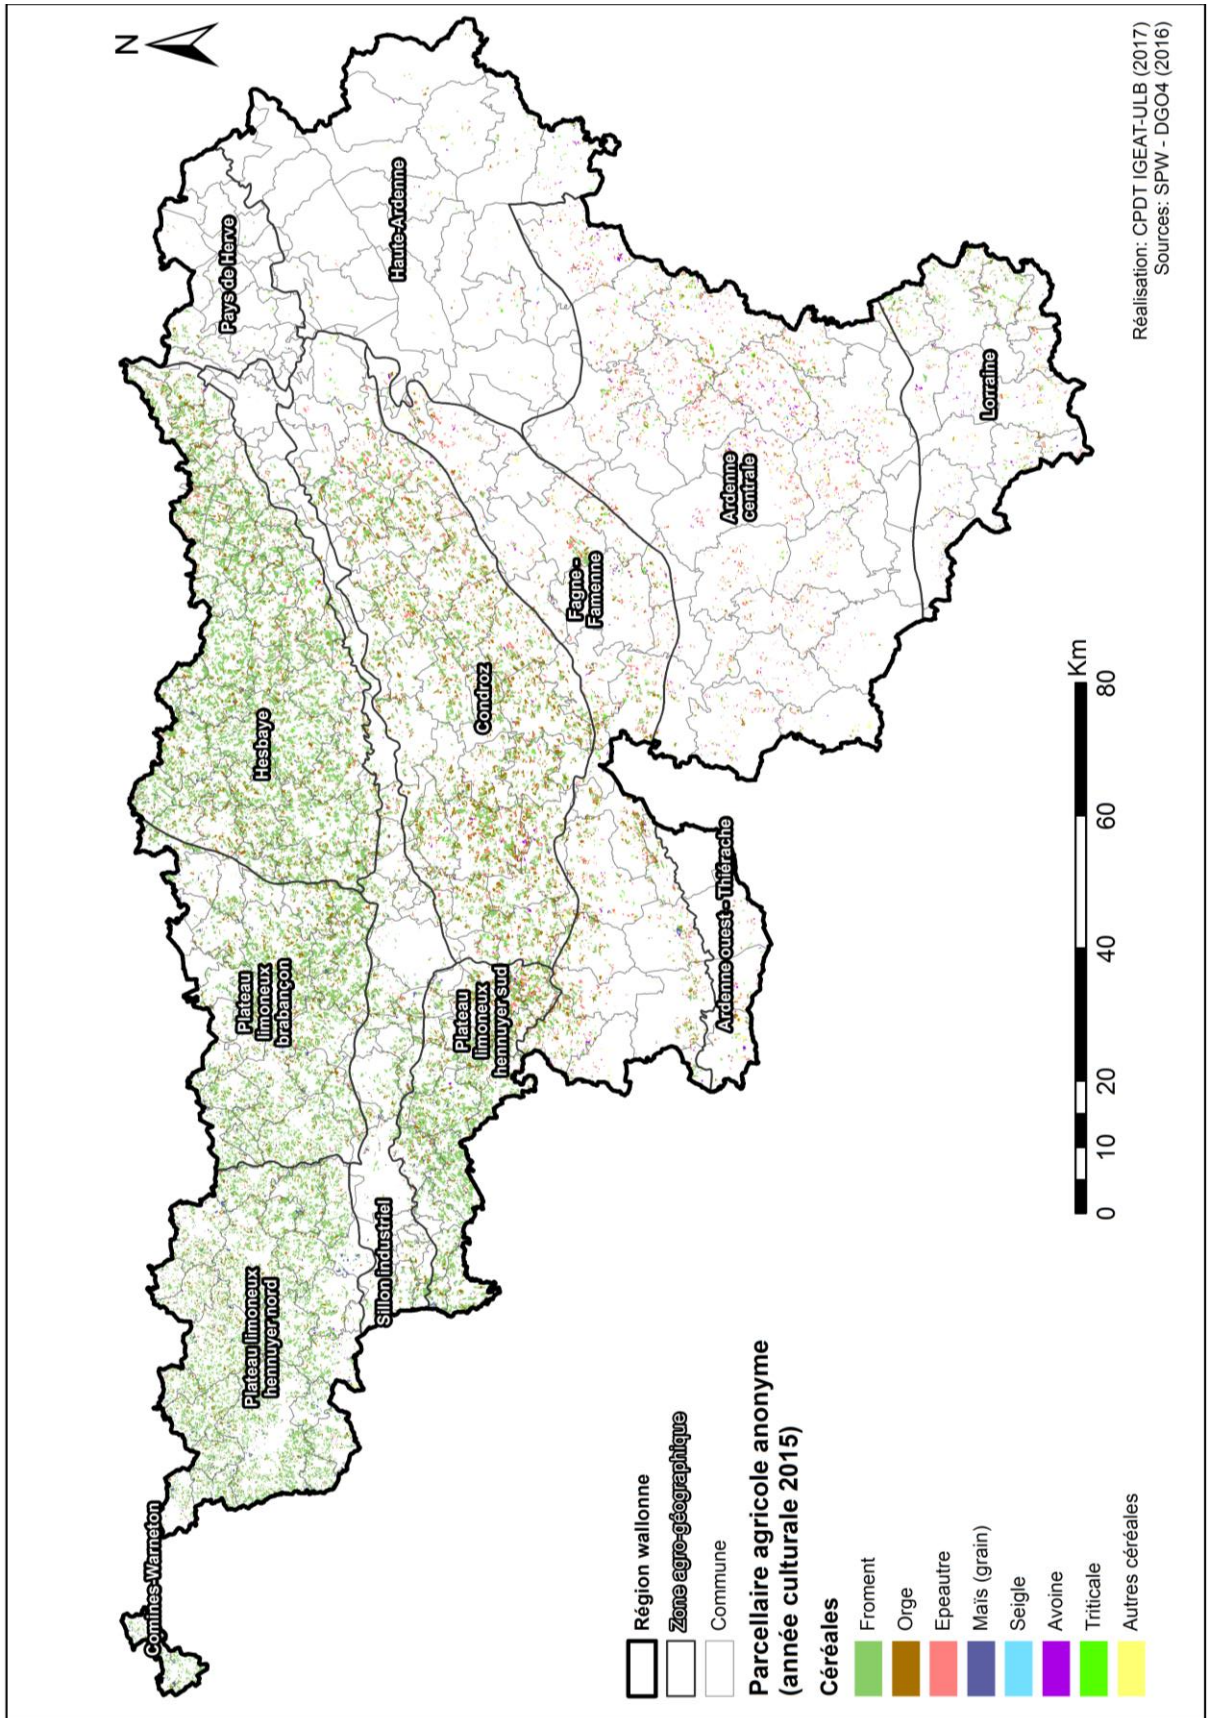 N
Comines-Warneton
Plateau limoneux
hennuyer nord
Plateau
limoneux
brabançon
Hesbaye
Pays de Herve
Sillon industriel
Plateau
limoneux
hennuyer sud
Condroz
Haute-Ardenne
Fagne -
Famenne
Ardenne ouest - Thiérache
Ardenne
centrale
Lorraine
Région wallonne
Zone agro-géographique
Commune
Parcellaire agricole anonyme
(année culturale 2015)
Céréales
Froment
Orge
Epeautre
Maïs (grain)
Seigle
Avoine
Triticale
Autres céréales
0 10 20 40 60 80
Km
Réalisation: CPDT IGEAT-ULB (2017)
Sources: SPW - DGO4 (2016)